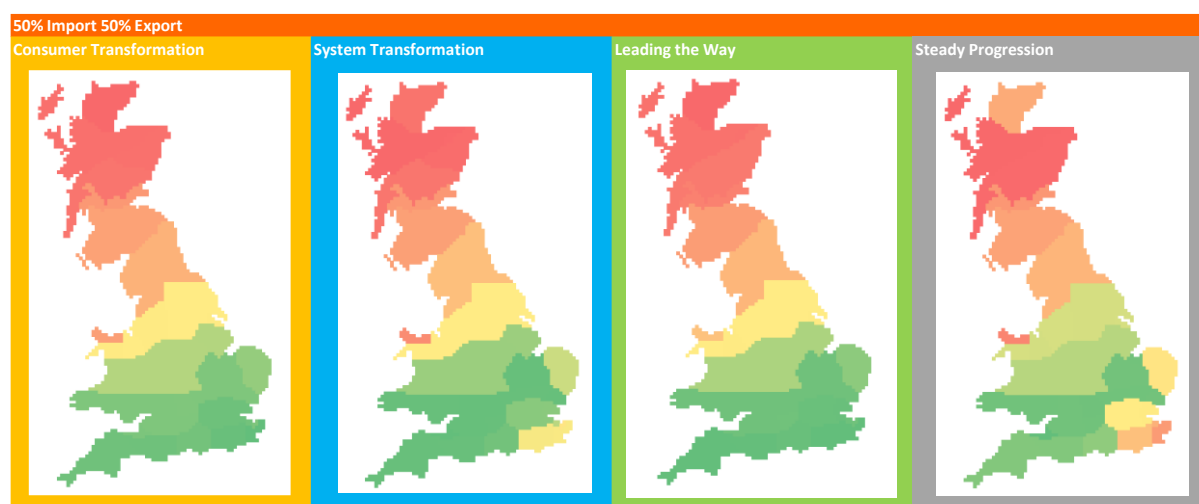 50% Import 50% Export
Consumer Transformation
System Transformation
Leading the Way
Steady Progression